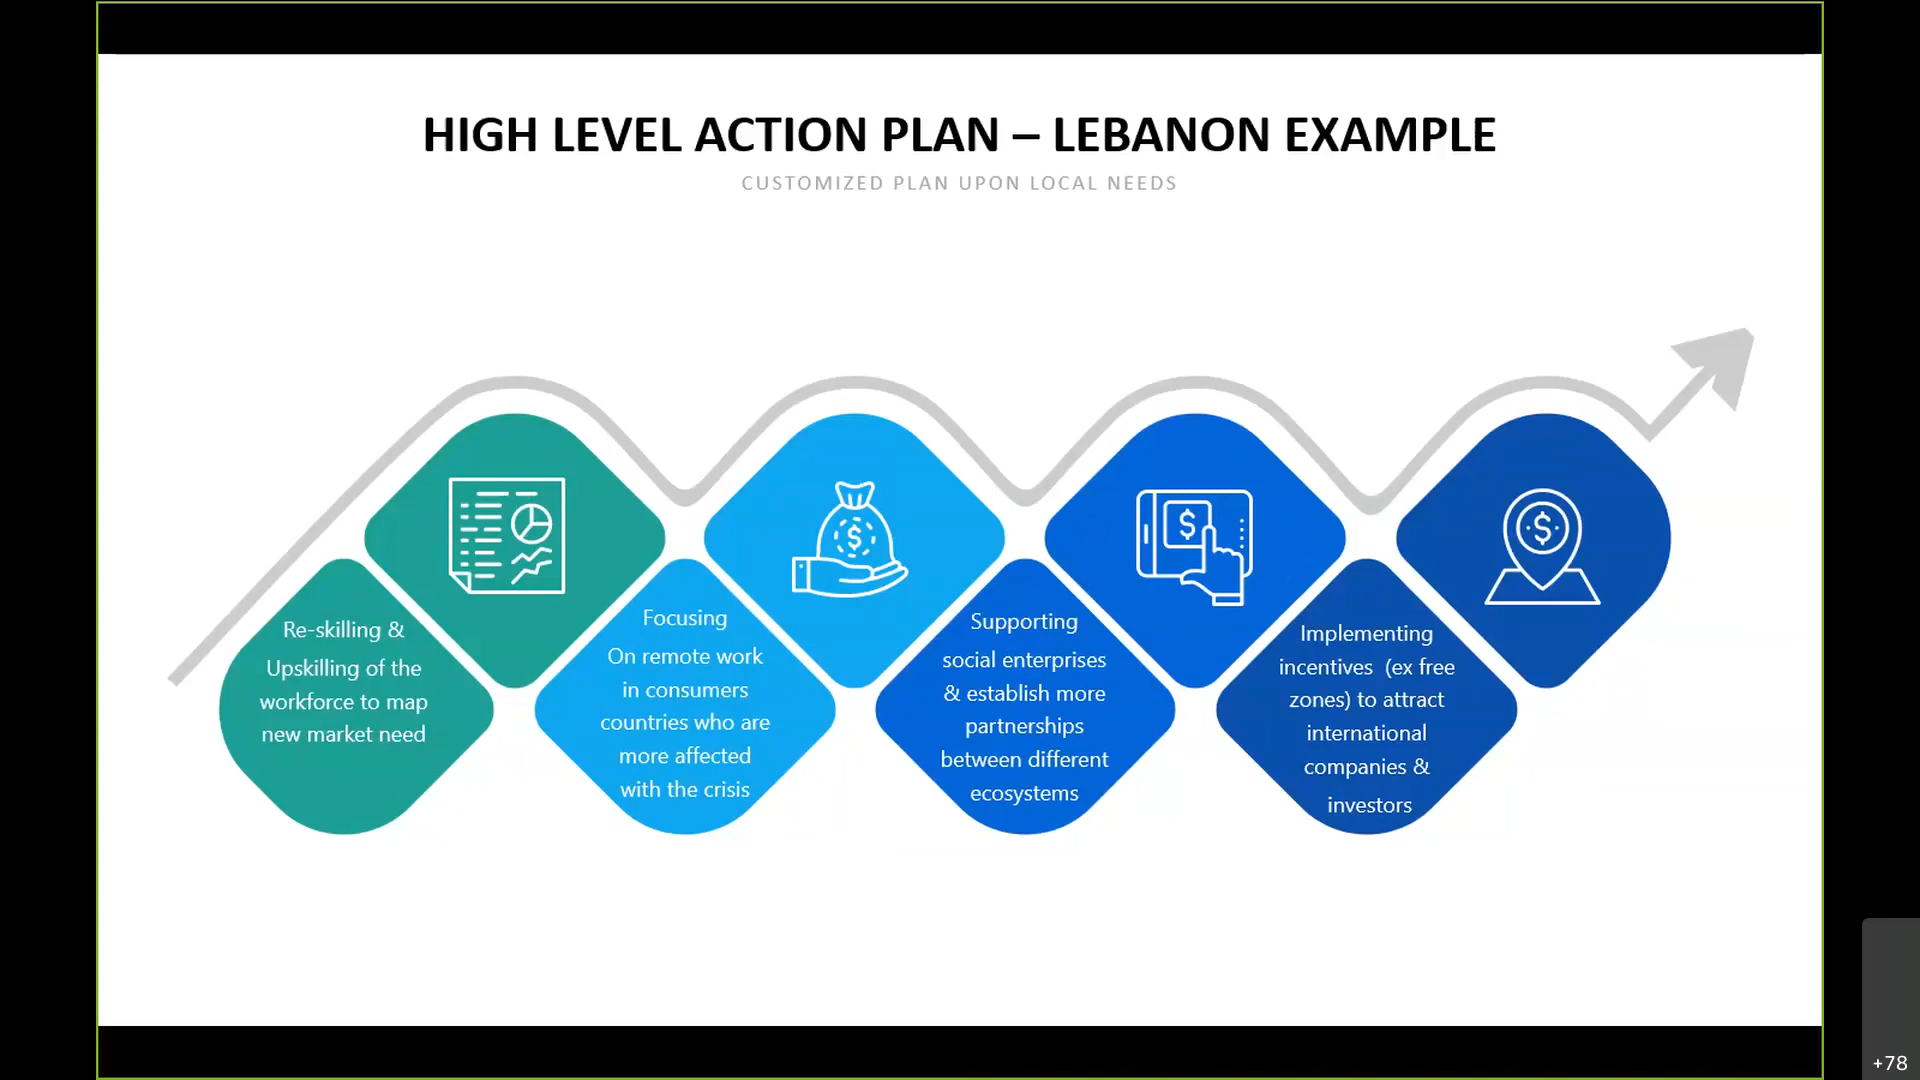 HIGH LEVEL ACTION PLAN – LEBANON EXAMPLE
CUSTOMIZED PLAN UPON LOCAL NEEDS
Re-skilling &
Upskilling of the
workforce to map
new market need
Focusing
On remote work
in consumers
countries who are
more affected
with the crisis
Supporting
social enterprises
& establish more
partnerships
between different
ecosystems
Implementing
incentives  (ex free
zones) to attract
international
companies &
investors
$
$
$
+78